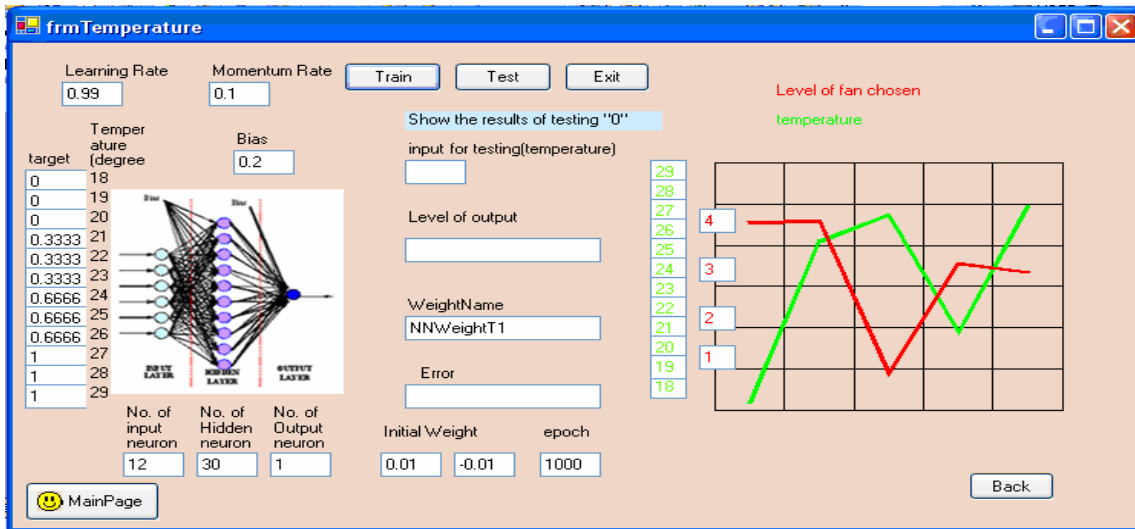 frmTemperature
Learning Rate
0.99
Momentum Rate
0.1
Train
Test
Exit
Level of fan chosen
temperature
Show the results of testing "0"
target
Temper
ature
(degree
Bias
0.2
input for testing(temperature)
0
0
0
0.3333
0.3333
0.3333
0.6666
0.6666
0.6666
1
1
1
18
19
20
21
22
23
24
25
26
27
28
29
Bias
Bias
INPUT
LAYER
HIDDEN
LAYER
OUTPUT
LAYER
Level of output
WeightName
NNWeightT1
Error
29
28
27
26
25
24
23
22
21
20
19
18
4
3
2
1
No. of
input
neuron
12
No. of
Hidden
neuron
30
No. of
Output
neuron
1
Initial Weight
0.01
-0.01
epoch
1000
MainPage
Back